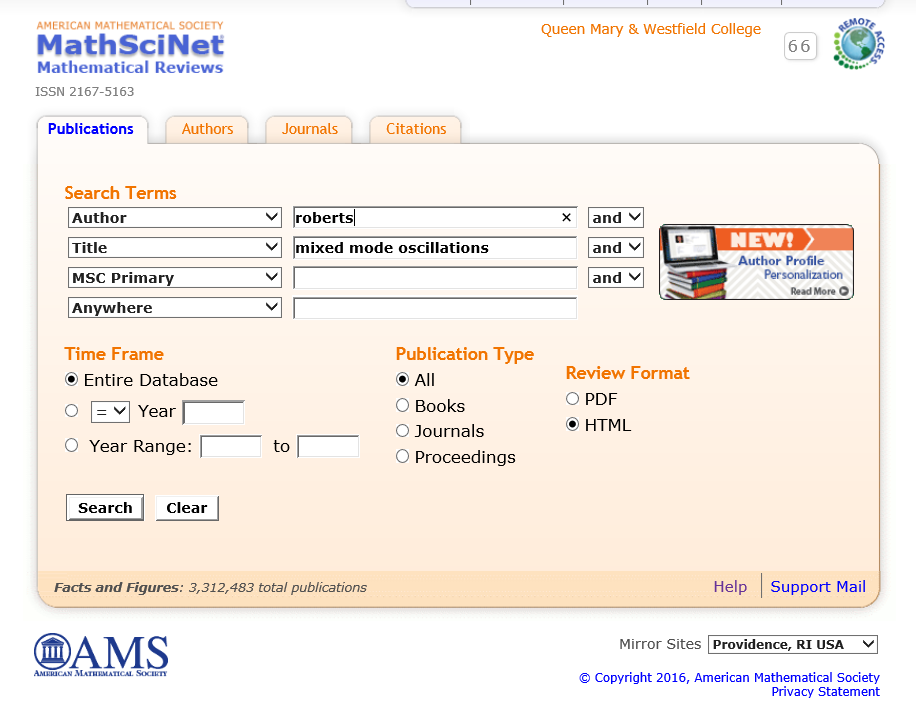 AMERICAN MATHEMATICAL SOCIETY
MathSciNet
Mathematical Reviews
ISSN 2167-5163
Queen Mary & Westfield College
66
REMOTE ACCESS
Publications
Authors
Journals
Citations
Search Terms
Author roberts × and
Title mixed mode oscillations and
MSC Primary and
Anywhere
NEW!
Author Profile
Personalization
Read More
Time Frame
Entire Database
= Year
Year Range: to
Publication Type
All
Books
Journals
Proceedings
Review Format
PDF
HTML
Search Clear
Facts and Figures: 3,312,483 total publications
Help Support Mail
AMS
AMERICAN MATHEMATICAL SOCIETY
Mirror Sites Providence, RI USA
© Copyright 2016, American Mathematical Society
Privacy Statement